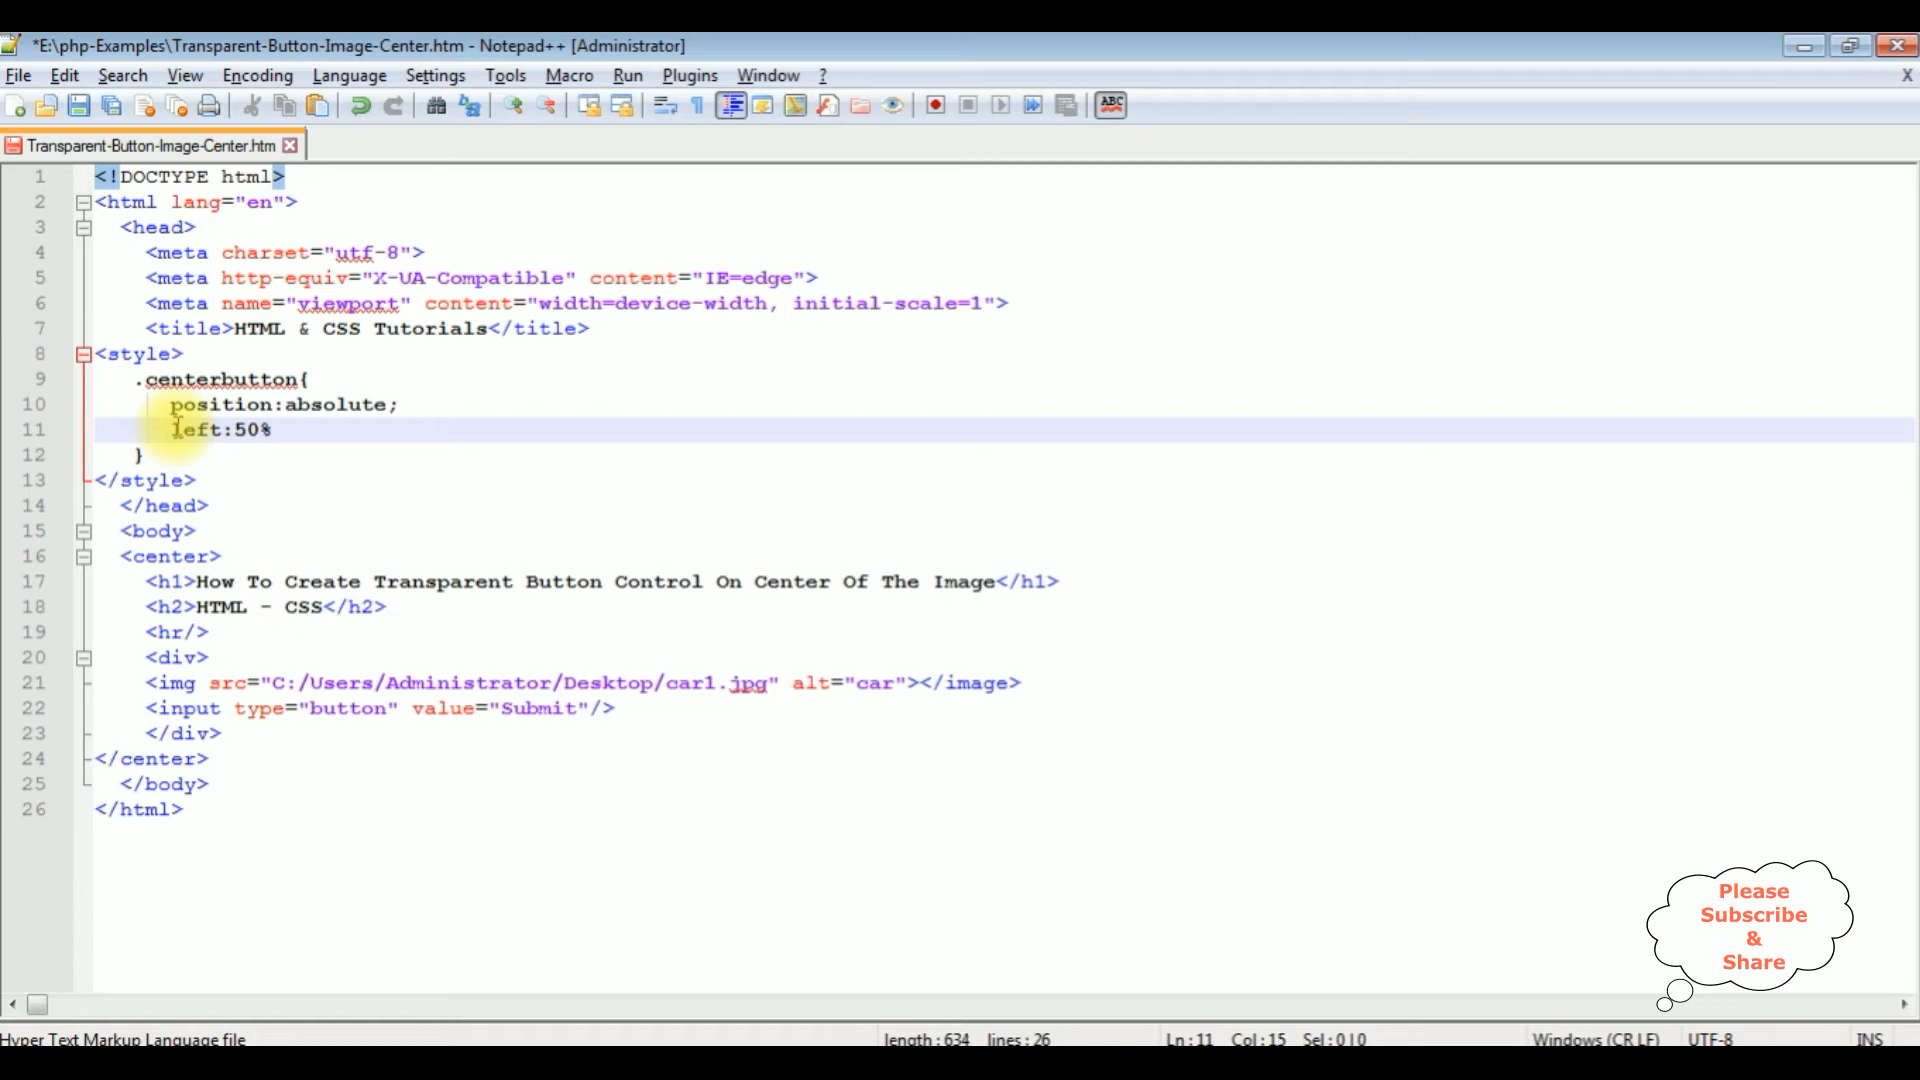 *E:\php-Examples\Transparent-Button-Image-Center.htm - Notepad++ [Administrator]
File Edit Search View Encoding Language Settings Tools Macro Run Plugins Window ? X
ABC
Transparent-Button-Image-Center.htm
1 <!DOCTYPE html>
2 <html lang="en">
3 <head>
4 <meta charset="utf-8">
5 <meta http-equiv="X-UA-Compatible" content="IE=edge">
6 <meta name="viewport" content="width=device-width, initial-scale=1">
7 <title>HTML & CSS Tutorials</title>
8 <style>
9 .centerbutton{
10 position:absolute;
11 left:50%
12 }
13 </style>
14 </head>
15 <body>
16 <center>
17 <h1>How To Create Transparent Button Control On Center Of The Image</h1>
18 <h2>HTML - CSS</h2>
19 <hr/>
20 <div>
21 <img src="C:/Users/Administrator/Desktop/car1.jpg" alt="car"></image>
22 <input type="button" value="Submit"/>
23 </div>
24 </center>
25 </body>
26 </html>
Please
Subscribe
&
Share
Hyper Text Markup Language file length : 634 lines : 26 Ln : 11 Col : 15 Sel : 0 | 0 Windows (CR LF) UTF-8 INS